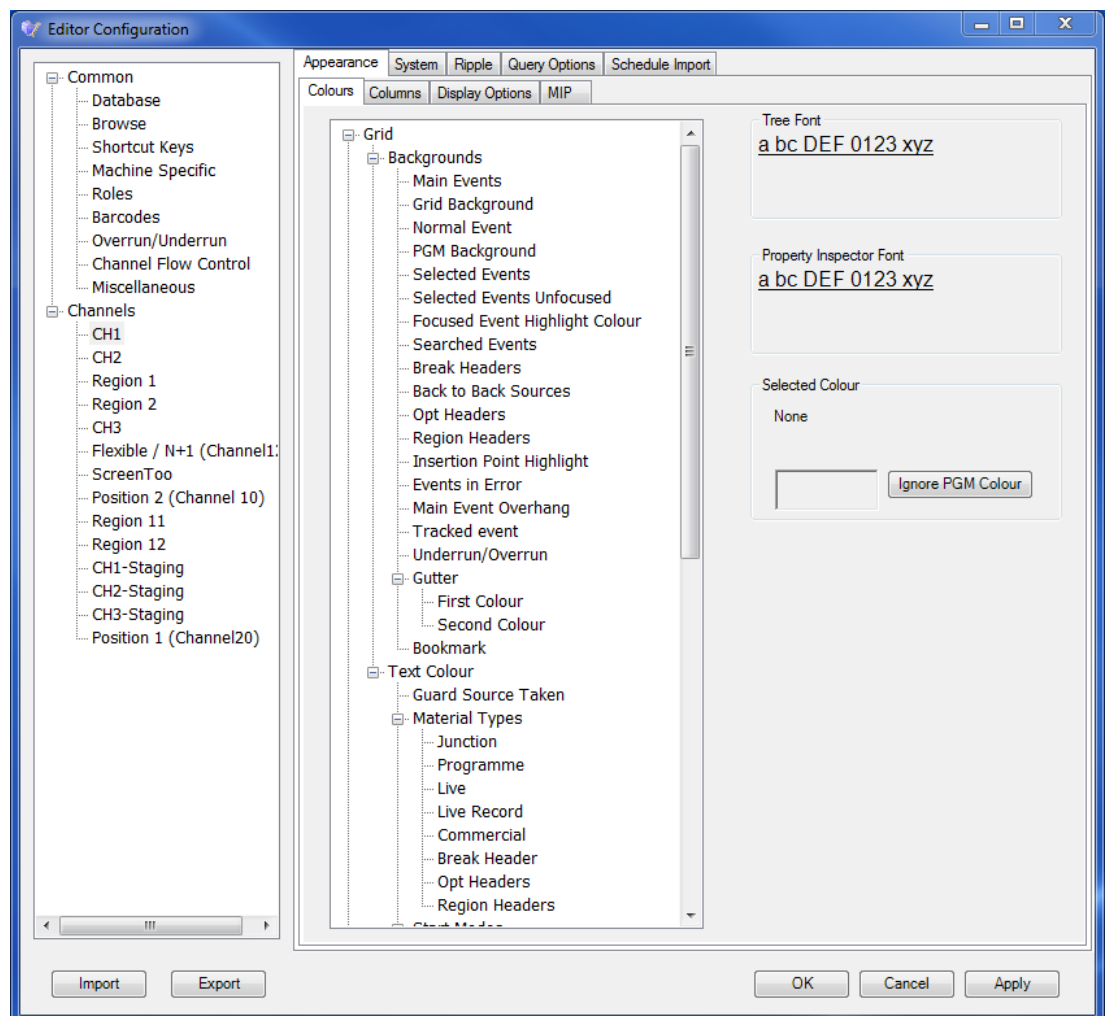 Editor Configuration
Common
Database
Browse
Shortcut Keys
Machine Specific
Roles
Barcodes
Overrun/Underrun
Channel Flow Control
Miscellaneous
Channels
CH1
CH2
Region 1
Region 2
CH3
Flexible / N+1 (Channel1
ScreenToo
Position 2 (Channel 10)
Region 11
Region 12
CH1-Staging
CH2-Staging
CH3-Staging
Position 1 (Channel20)
Import Export
Appearance System Ripple Query Options Schedule Import
Colours Columns Display Options MIP
Grid
Backgrounds
Main Events
Grid Background
Normal Event
PGM Background
Selected Events
Selected Events Unfocused
Focused Event Highlight Colour
Searched Events
Break Headers
Back to Back Sources
Opt Headers
Region Headers
Insertion Point Highlight
Events in Error
Main Event Overhang
Tracked event
Underrun/Overrun
Gutter
First Colour
Second Colour
Bookmark
Text Colour
Guard Source Taken
Material Types
Junction
Programme
Live
Live Record
Commercial
Break Header
Opt Headers
Region Headers
Start Modes
Tree Font
a bc DEF 0123 xyz
Property Inspector Font
a bc DEF 0123 xyz
Selected Colour
None
Ignore PGM Colour
OK Cancel Apply